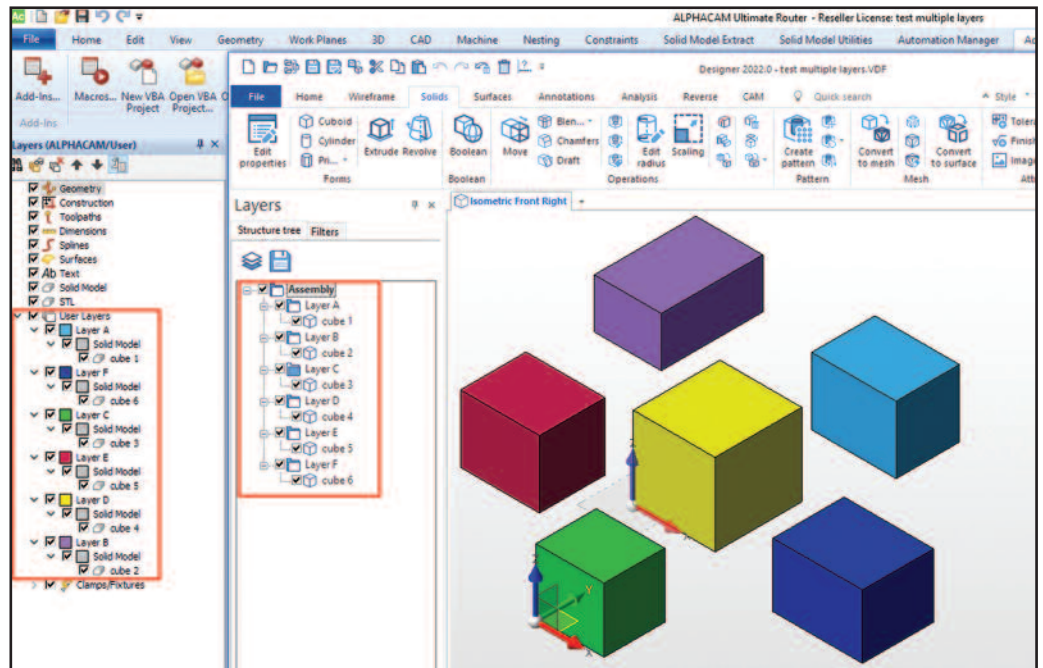 ALPHACAM Ultimate Router - Reseller License: test multiple layers
File Home Edit View Geometry Work Planes 3D CAD Machine Nesting Constraints Solid Model Extract Solid Model Utilities Automation Manager
Add-Ins... Macros... New VBA Project Open VBA Project...
Add-Ins
Layers (ALPHACAM/User)
Geometry
Construction
Toolpaths
Dimensions
Splines
Surfaces
Ab Text
Solid Model
STL
User Layers
Layer A
Solid Model
cube 1
Layer F
Solid Model
cube 6
Layer C
Solid Model
cube 3
Layer E
Solid Model
cube 5
Layer D
Solid Model
cube 4
Layer B
Solid Model
cube 2
Clamps/Fixtures
Designer 2022.0 - test multiple layers.VDF
File Home Wireframe Solids Surfaces Annotations Analysis Reverse CAM Quick search Style
Edit properties
Cuboid
Cylinder
Pri...
Extrude Revolve
Boolean
Move
Blen...
Chamfers
Draft
Edit radius
Scaling
Create pattern
Convert to mesh
Convert to surface
Forms Boolean Operations Pattern Mesh
Layers
Structure tree Filters
Assembly
Layer A
cube 1
Layer B
cube 2
Layer C
cube 3
Layer D
cube 4
Layer E
cube 5
Layer F
cube 6
Isometric Front Right
Z
X
Z
Y
X